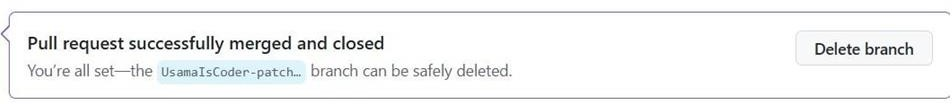 Pull request successfully merged and closed
Delete branch
You're all set—the UsamaIsCoder-patch… branch can be safely deleted.